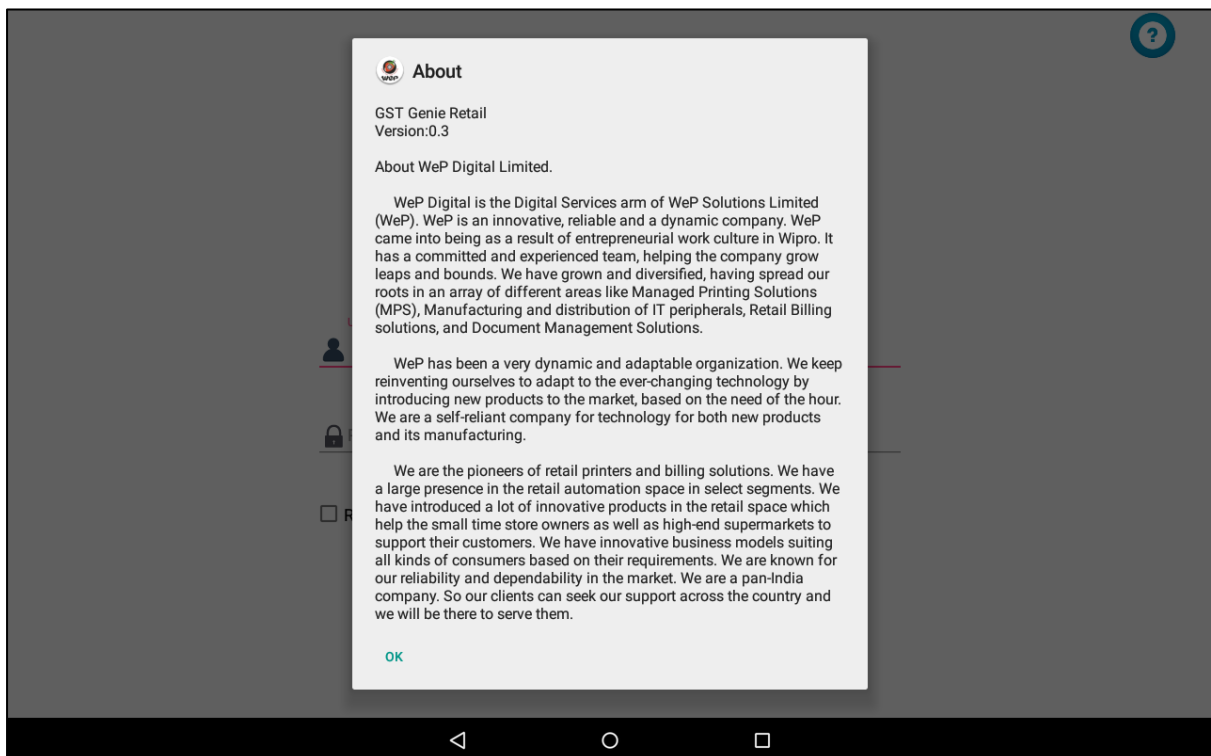 ?
WeP
About
GST Genie Retail
Version:0.3
About WeP Digital Limited.
WeP Digital is the Digital Services arm of WeP Solutions Limited
(WeP). WeP is an innovative, reliable and a dynamic company. WeP
came into being as a result of entrepreneurial work culture in Wipro. It
has a committed and experienced team, helping the company grow
leaps and bounds. We have grown and diversified, having spread our
roots in an array of different areas like Managed Printing Solutions
(MPS), Manufacturing and distribution of IT peripherals, Retail Billing
solutions, and Document Management Solutions.
WeP has been a very dynamic and adaptable organization. We keep
reinventing ourselves to adapt to the ever-changing technology by
introducing new products to the market, based on the need of the hour.
We are a self-reliant company for technology for both new products
and its manufacturing.
We are the pioneers of retail printers and billing solutions. We have
a large presence in the retail automation space in select segments. We
have introduced a lot of innovative products in the retail space which
help the small time store owners as well as high-end supermarkets to
support their customers. We have innovative business models suiting
all kinds of consumers based on their requirements. We are known for
our reliability and dependability in the market. We are a pan-India
company. So our clients can seek our support across the country and
we will be there to serve them.
OK